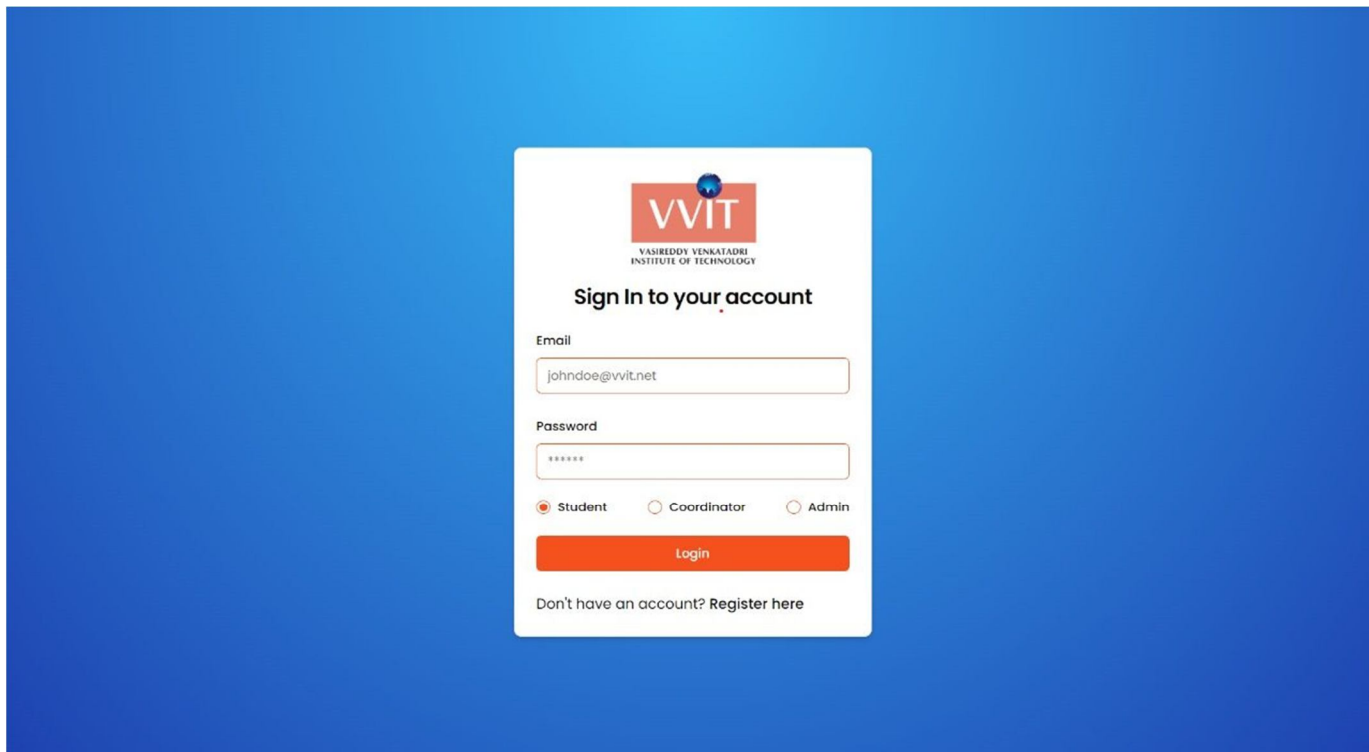 VVIT
VASIREDDY VENKATADRI
INSTITUTE OF TECHNOLOGY
Sign In to your account
Email
johndoe@vvit.net
Password
******
Student Coordinator Admin
Login
Don't have an account? Register here